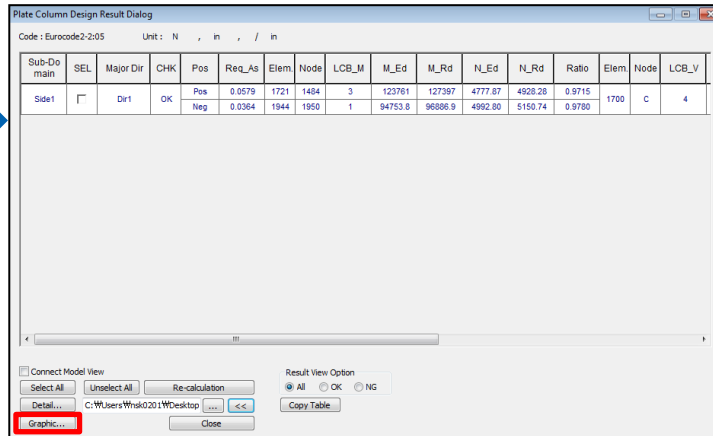 Plate Column Design Result Dialog
Code : Eurocode2-2:05 Unit : N , in , / in
Sub-Do main SEL Major Dir CHK Pos Req_As Elem. Node LCB_M M_Ed M_Rd N_Ed N_Rd Ratio Elem. Node LCB_V
Side1 Dir1 OK Pos 0.0579 1721 1484 3 123761 127397 4777.87 4928.28 0.9715 1700 C 4
Neg 0.0364 1944 1950 1 94753.8 96886.9 4992.80 5150.74 0.9780
Connect Model View
Result View Option
Select All Unselect All Re-calculation All OK NG
Detail... C:₩Users₩nsk0201₩Desktop ... << Copy Table
Graphic... Close